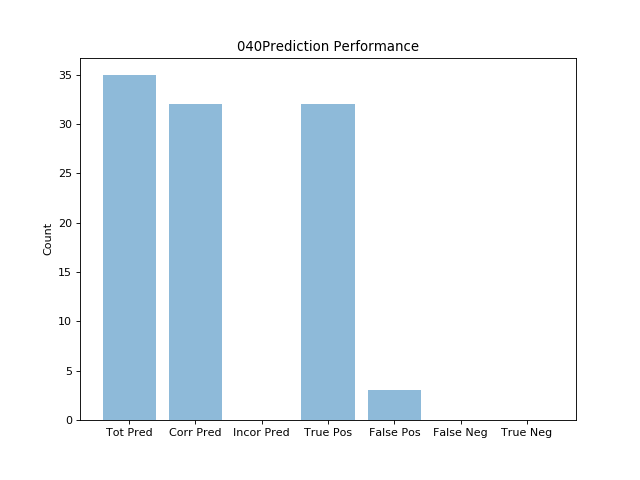 040Prediction Performance
35
30
25
20
15
10
5
0
Count
Tot Pred Corr Pred Incor Pred True Pos False Pos False Neg True Neg